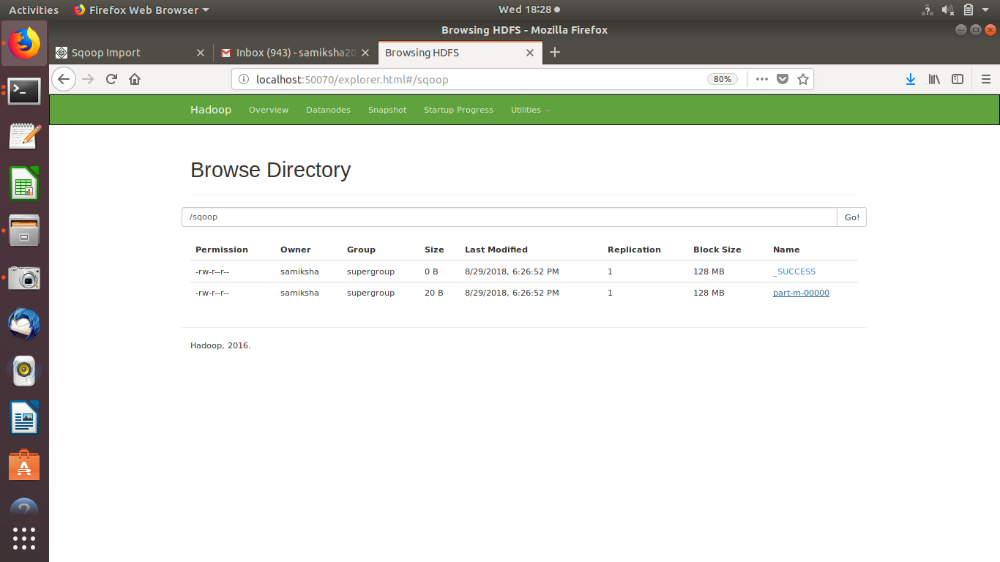 Activities Firefox Web Browser Wed 18:28
Browsing HDFS - Mozilla Firefox
Sqoop Import Inbox (943) - samiksha20 Browsing HDFS
localhost:50070/explorer.html#/sqoop 80%
Hadoop Overview Datanodes Snapshot Startup Progress Utilities
Browse Directory
/sqoop Go!
Permission Owner Group Size Last Modified Replication Block Size Name
-rw-r--r-- samiksha supergroup 0 B 8/29/2018, 6:26:52 PM 1 128 MB _SUCCESS
-rw-r--r-- samiksha supergroup 20 B 8/29/2018, 6:26:52 PM 1 128 MB part-m-00000
Hadoop, 2016.